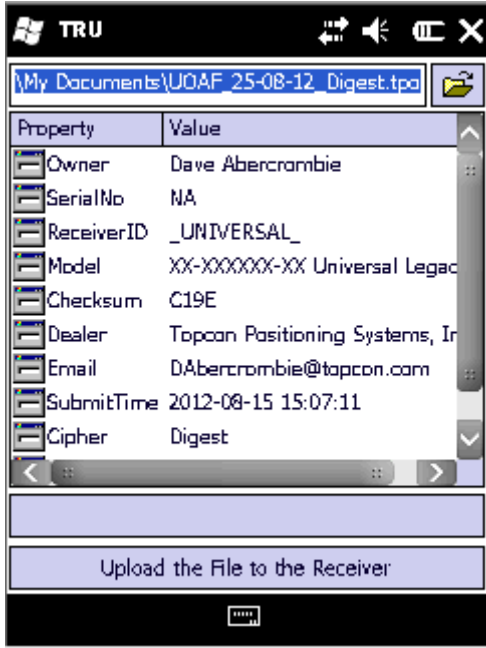 TRU
\My Documents\UOAF_25-08-12_Digest.tpa
Property Value
Owner Dave Abercrombie
SerialNo NA
ReceiverID _UNIVERSAL_
Model XX-XXXXXX-XX Universal Legac
Checksum C19E
Dealer Topcon Positioning Systems, In
Email DAbercrombie@topcon.com
SubmitTime 2012-08-15 15:07:11
Cipher Digest
Upload the File to the Receiver